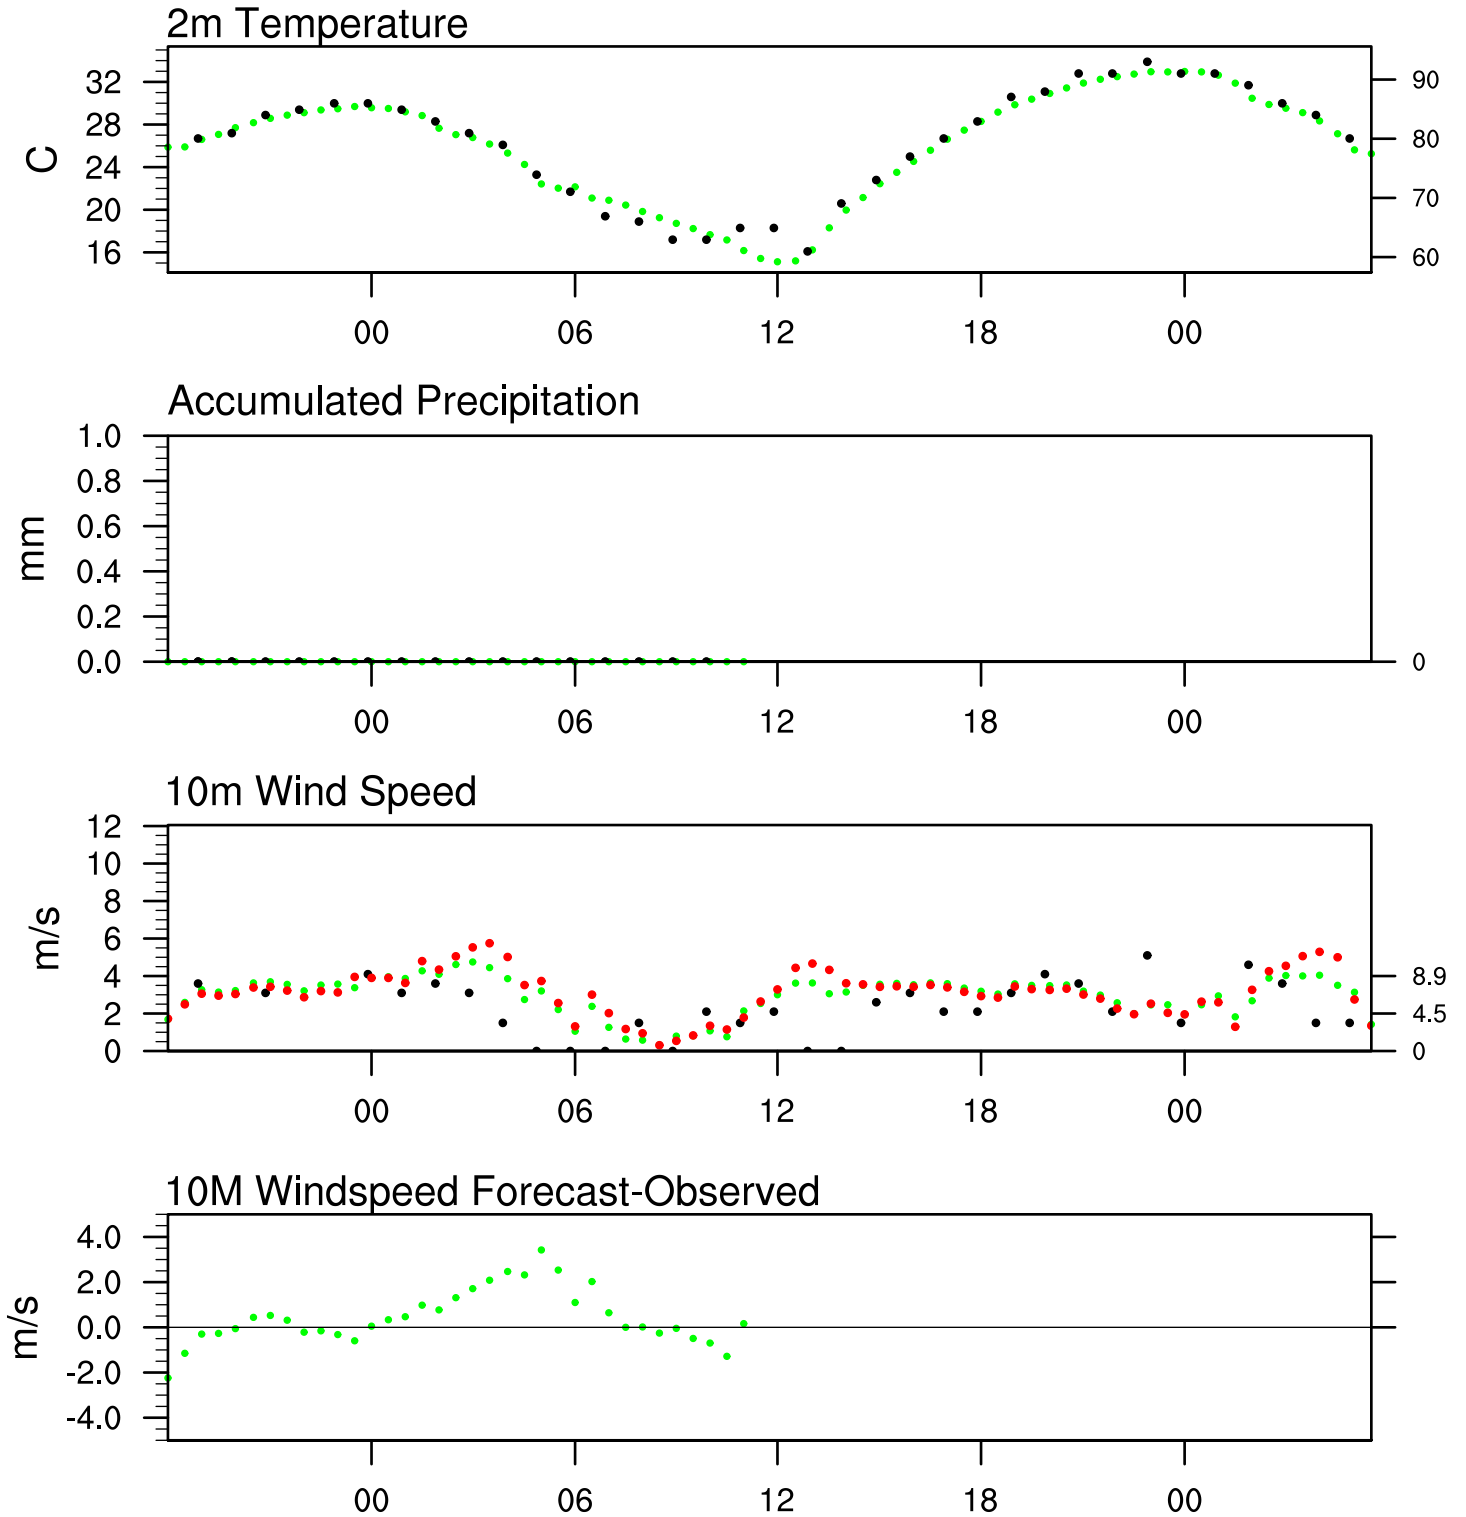 2m Temperature
32
28
24
20
16
C
90
80
70
60
00 06 12 18 00
Accumulated Precipitation
1.0
0.8
0.6
0.4
0.2
0.0
mm
0
00 06 12 18 00
10m Wind Speed
12
10
8
6
4
2
0
m/s
8.9
4.5
0
00 06 12 18 00
10M Windspeed Forecast-Observed
4.0
2.0
0.0
-2.0
-4.0
m/s
00 06 12 18 00